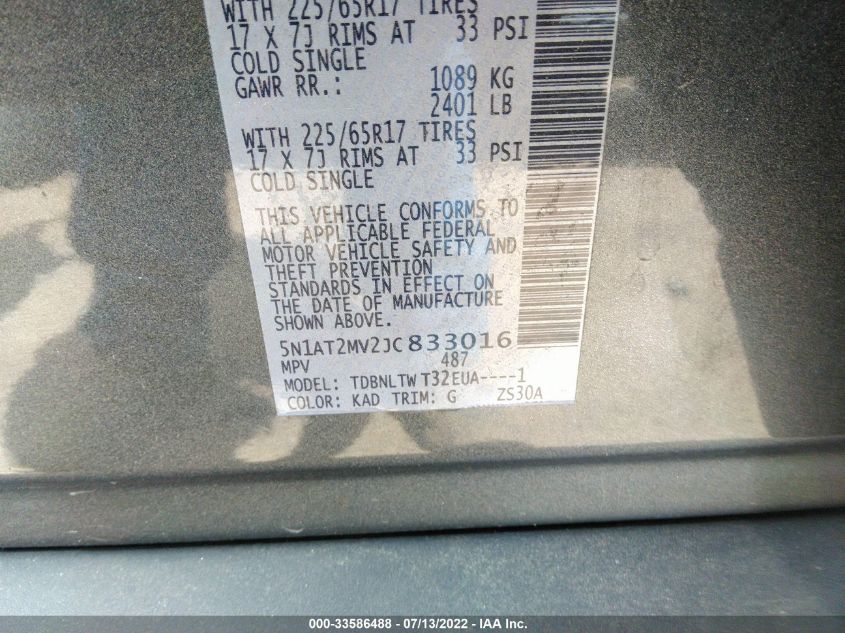 WITH 225/65R17 TIRES
17 X 7J RIMS AT 33 PSI
COLD SINGLE
GAWR RR.: 1089 KG
2401 LB
WITH 225/65R17 TIRES
17 X 7J RIMS AT 33 PSI
COLD SINGLE
THIS VEHICLE CONFORMS TO
ALL APPLICABLE FEDERAL
MOTOR VEHICLE SAFETY AND
THEFT PREVENTION
STANDARDS IN EFFECT ON
THE DATE OF MANUFACTURE
SHOWN ABOVE.
5N1AT2MV2JC833016
MPV 487
MODEL: TDBNLTW T32EUA----1
COLOR: KAD TRIM: G ZS30A
000-33586488 - 07/13/2022 - IAA Inc.